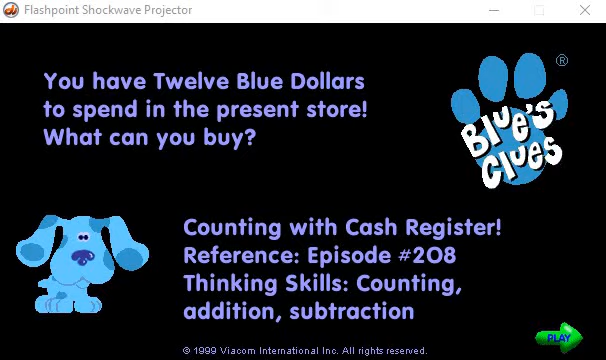 Flashpoint Shockwave Projector
You have Twelve Blue Dollars
to spend in the present store!
What can you buy?
®
Blue's
Clues
Counting with Cash Register!
Reference: Episode #208
Thinking Skills: Counting,
addition, subtraction
PLAY
© 1999 Viacom International Inc. All rights reserved.